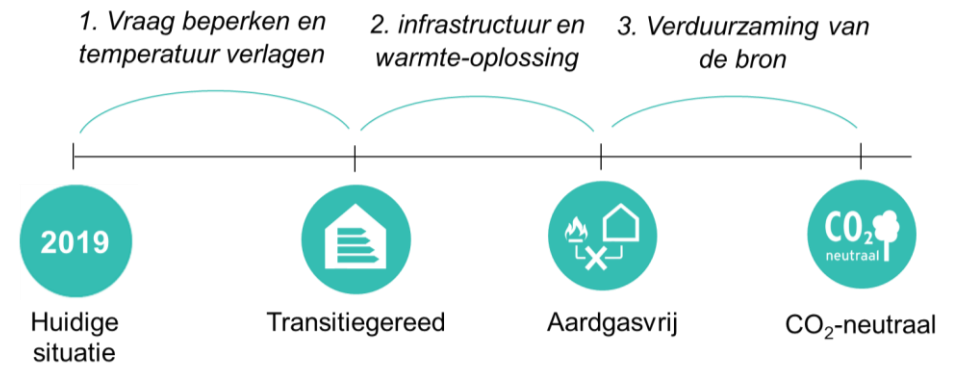 1. Vraag beperken en
temperatuur verlagen
2. infrastructuur en
warmte-oplossing
3. Verduurzaming van
de bron
2019
CO₂
neutraal
Huidige
situatie
Transitiegereed
Aardgasvrij
CO₂-neutraal